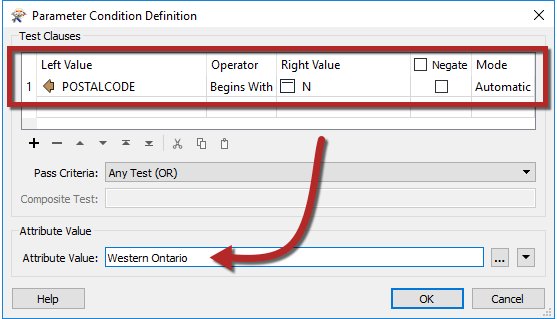 Parameter Condition Definition
Test Clauses
Left Value Operator Right Value Negate Mode
1 POSTALCODE Begins With N Automatic
Pass Criteria: Any Test (OR)
Composite Test:
Attribute Value
Attribute Value: Western Ontario ...
Help OK Cancel